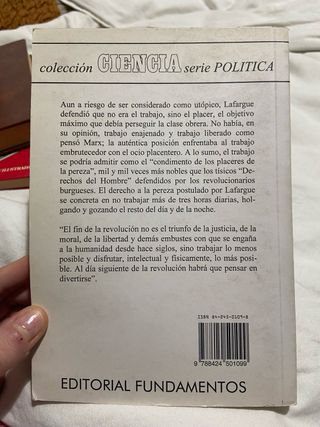 colección CIENCIA serie POLITICA
Aun a riesgo de ser considerado como utópico, Lafargue
defendió que no era el trabajo, sino el placer, el objetivo
máximo que debía perseguir la clase obrera. No había, en
su opinión, trabajo enajenado y trabajo liberado como
pensó Marx; la auténtica posición enfrentaba al trabajo
embrutecedor con el ocio placentero. A lo sumo, el trabajo
se podría admitir como el "condimento de los placeres de
la pereza", mil y mil veces más nobles que los tísicos "De-
rechos del Hombre" defendidos por los revolucionarios
burgueses. El derecho a la pereza postulado por Lafargue
se concreta en no trabajar más de tres horas diarias, hol-
gando y gozando el resto del día y de la noche.
"El fin de la revolución no es el triunfo de la justicia, de la
moral, de la libertad y demás embustes con que se engaña
a la humanidad desde hace siglos, sino trabajar lo menos
posible y disfrutar, intelectual y físicamente, lo más posi-
ble. Al día siguiente de la revolución habrá que pensar en
divertirse".
ISBN 84-245-0109-8
9 788424 501099
EDITORIAL FUNDAMENTOS